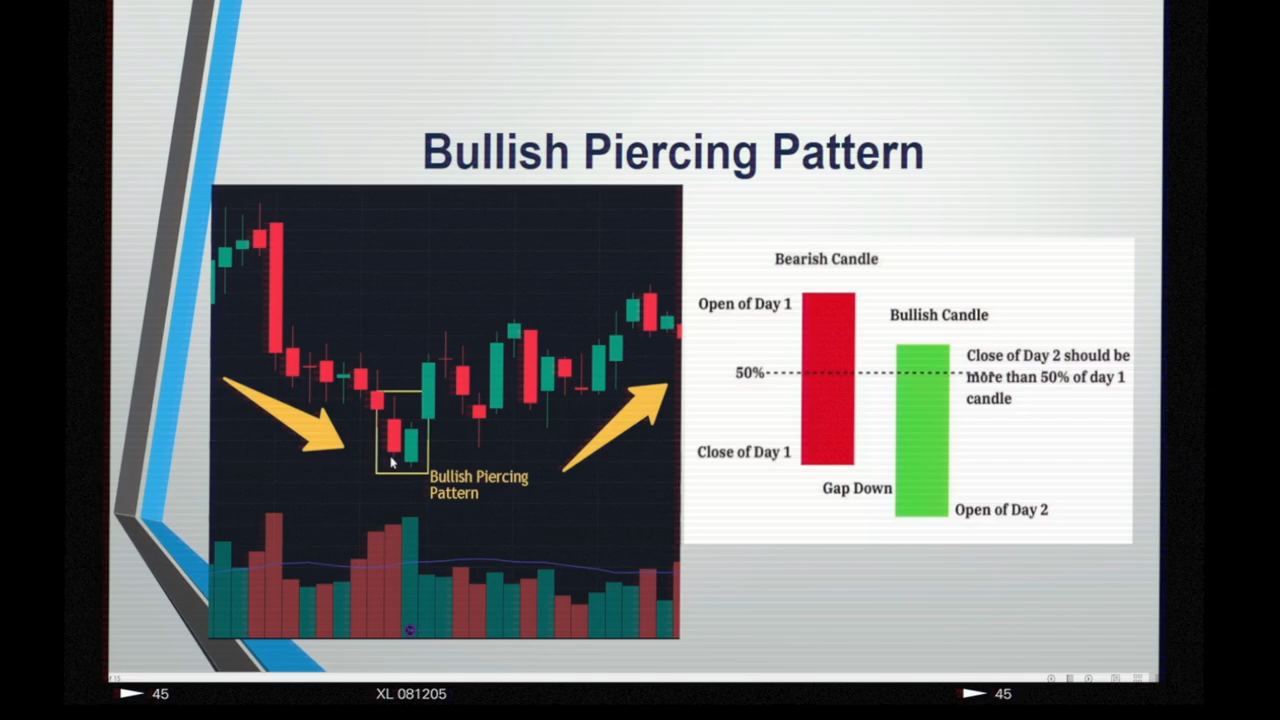 Bullish Piercing Pattern
Bearish Candle
Open of Day 1
Bullish Candle
Close of Day 2 should be
50%
more than 50% of day 1
candle
Close of Day 1
Bullish Piercing
Pattern
Gap Down
Open of Day 2
45
XL 081205
45